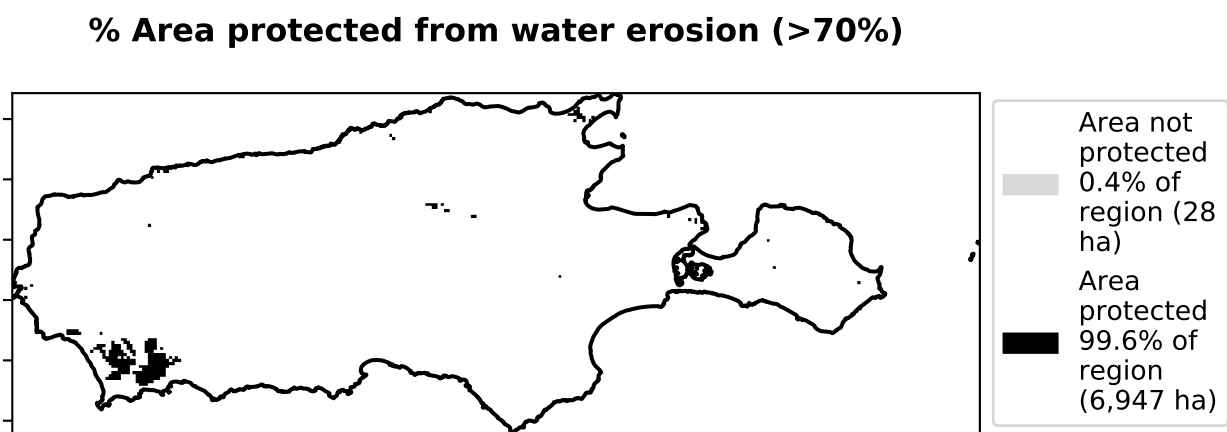 % Area protected from water erosion (>70%)
Area not
protected
0.4% of
region (28
ha)
Area
protected
99.6% of
region
(6,947 ha)